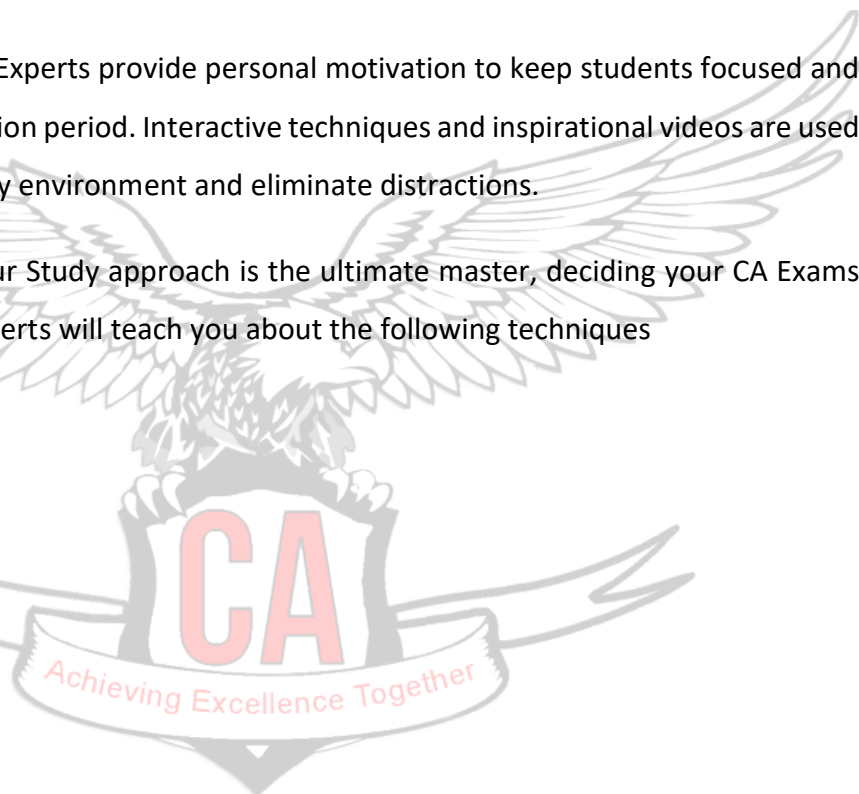 Experts provide personal motivation to keep students focused and
ion period. Interactive techniques and inspirational videos are used
y environment and eliminate distractions.
ur Study approach is the ultimate master, deciding your CA Exams
erts will teach you about the following techniques
CA
Achieving Excellence Together